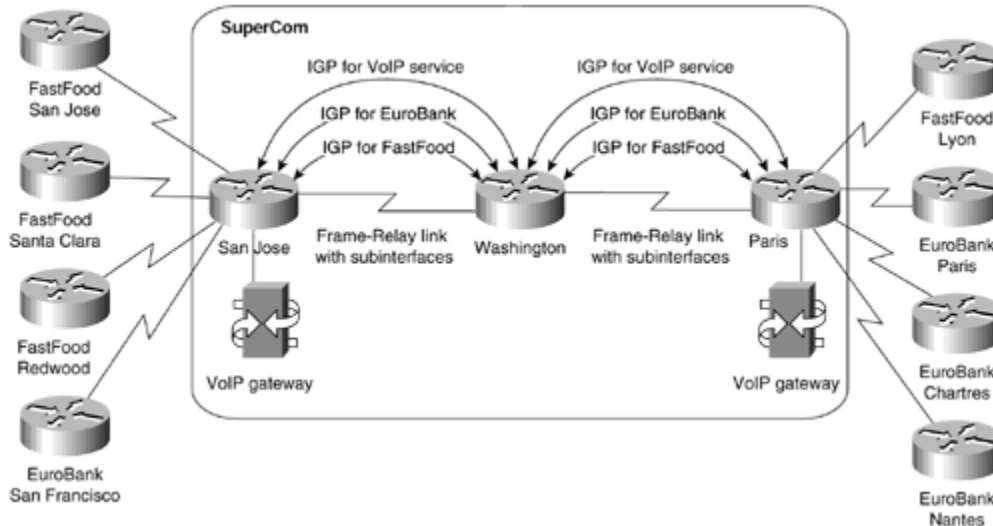 SuperCom
IGP for VoIP service
IGP for VoIP service
IGP for EuroBank
IGP for EuroBank
IGP for FastFood
IGP for FastFood
FastFood
San Jose
FastFood
Santa Clara
FastFood
Redwood
EuroBank
San Francisco
San Jose
Frame-Relay link
with subinterfaces
Washington
Frame-Relay link
with subinterfaces
Paris
VoIP gateway
VoIP gateway
FastFood
Lyon
EuroBank
Paris
EuroBank
Chartres
EuroBank
Nantes